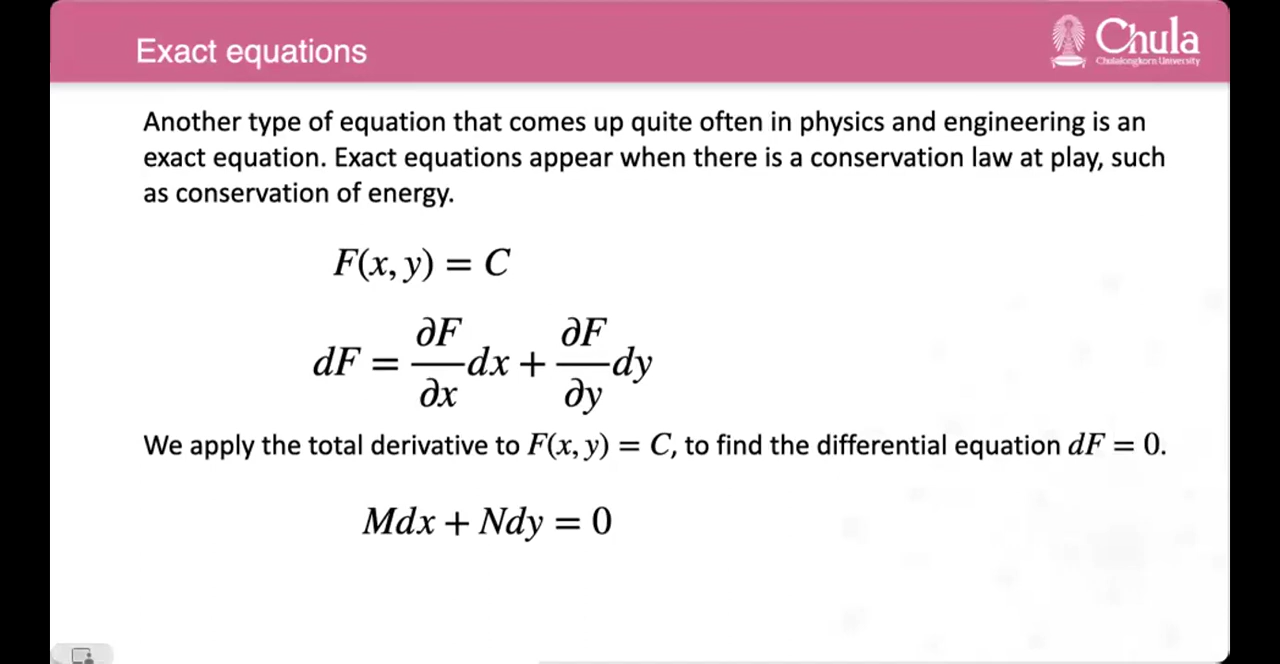 Exact equations
Chula
Chulalongkorn University
Another type of equation that comes up quite often in physics and engineering is an
exact equation. Exact equations appear when there is a conservation law at play, such
as conservation of energy.
F(x, y) = C
dF = ∂F/∂x dx + ∂F/∂y dy
We apply the total derivative to F(x, y) = C, to find the differential equation dF = 0.
Mdx + Ndy = 0